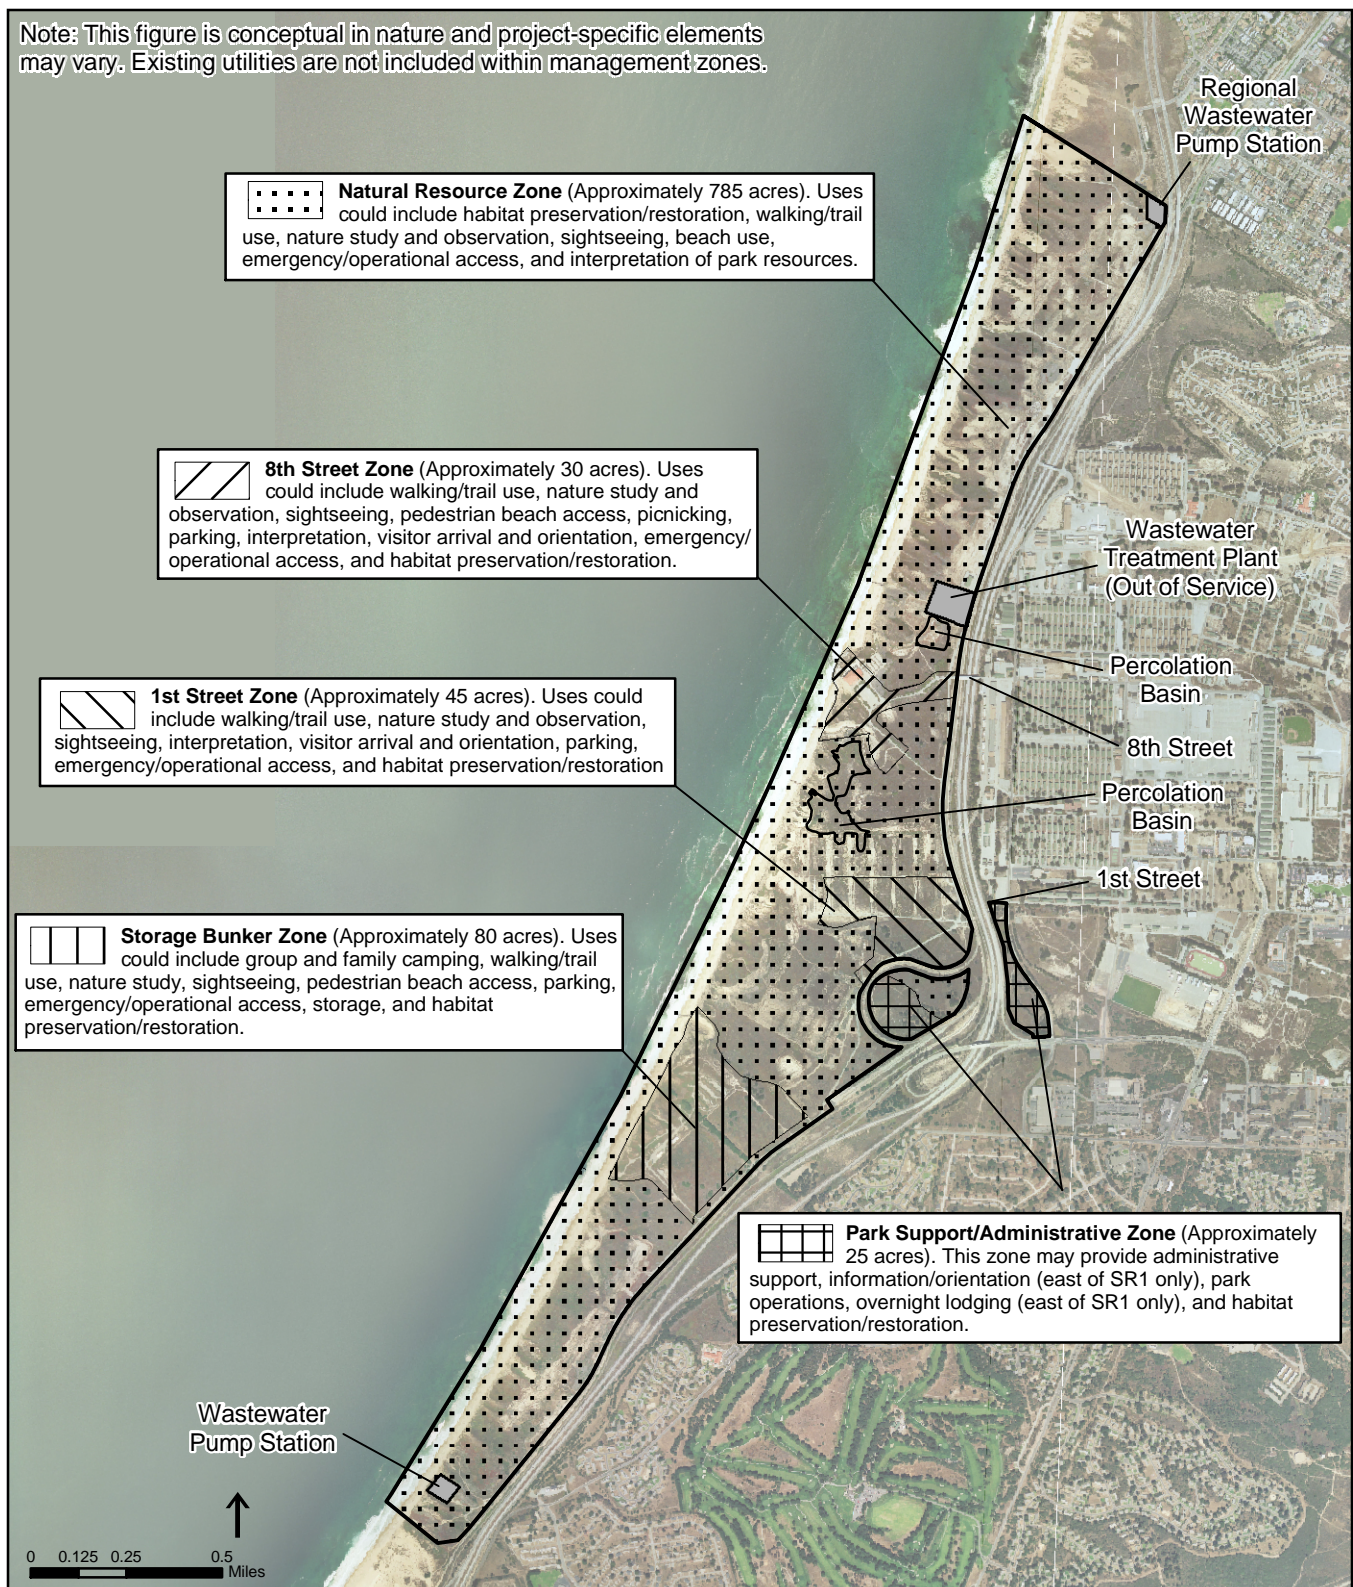 Note: This figure is conceptual in nature and project-specific elements
may vary. Existing utilities are not included within management zones.
Regional
Wastewater
Pump Station
Natural Resource Zone (Approximately 785 acres). Uses
could include habitat preservation/restoration, walking/trail
use, nature study and observation, sightseeing, beach use,
emergency/operational access, and interpretation of park resources.
8th Street Zone (Approximately 30 acres). Uses
could include walking/trail use, nature study and
observation, sightseeing, pedestrian beach access, picnicking,
parking, interpretation, visitor arrival and orientation, emergency/
operational access, and habitat preservation/restoration.
Wastewater
Treatment Plant
(Out of Service)
Percolation
Basin
1st Street Zone (Approximately 45 acres). Uses could
include walking/trail use, nature study and observation,
sightseeing, interpretation, visitor arrival and orientation, parking,
emergency/operational access, and habitat preservation/restoration
8th Street
Percolation
Basin
1st Street
Storage Bunker Zone (Approximately 80 acres). Uses
could include group and family camping, walking/trail
use, nature study, sightseeing, pedestrian beach access, parking,
emergency/operational access, storage, and habitat
preservation/restoration.
Park Support/Administrative Zone (Approximately
25 acres). This zone may provide administrative
support, information/orientation (east of SR1 only), park
operations, overnight lodging (east of SR1 only), and habitat
preservation/restoration.
Wastewater
Pump Station
0 0.125 0.25 0.5
Miles